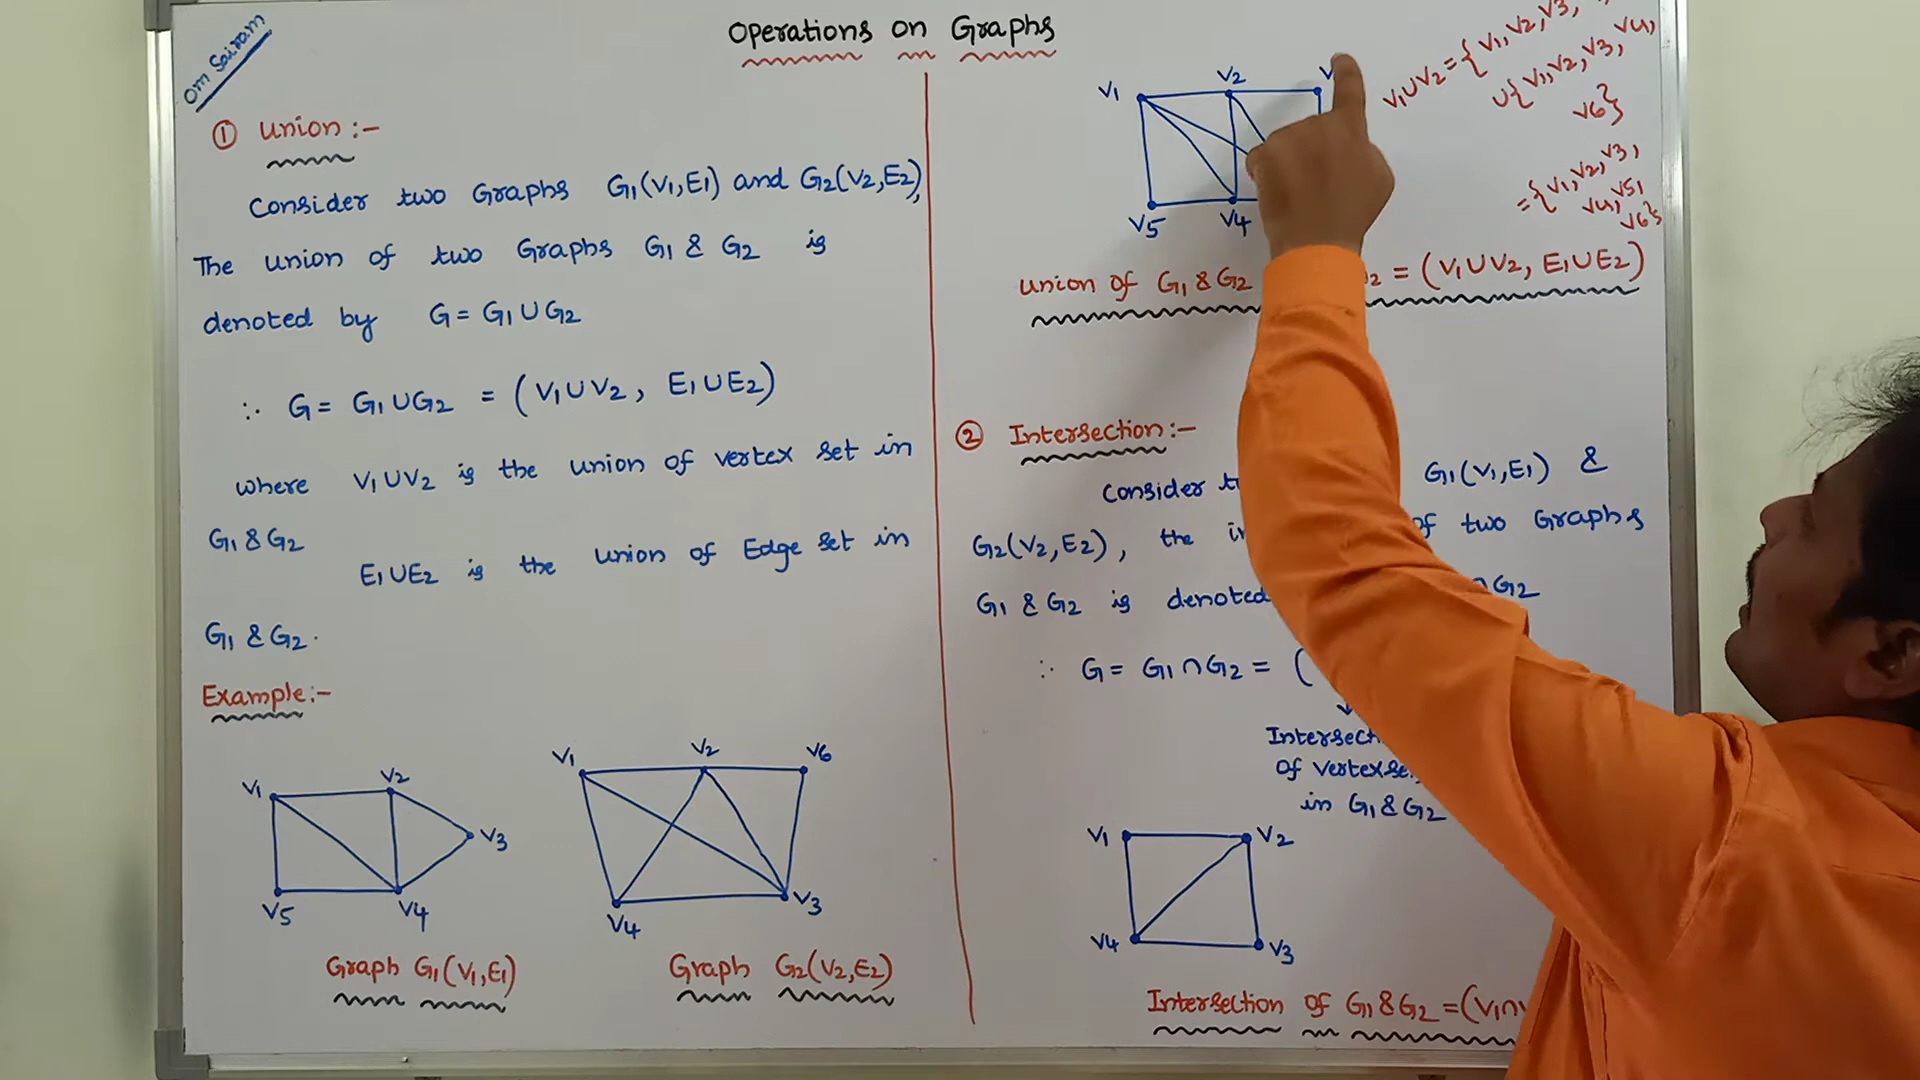 Om Sairam
Operations on Graphs
① Union :-
Consider two Graphs G1(V1,E1) and G2(V2,E2),
The union of two Graphs G1 & G2 is
denoted by G = G1 ∪ G2
∴ G = G1 ∪ G2 = (V1 ∪ V2, E1 ∪ E2)
where V1 ∪ V2 is the union of vertex set in
G1 & G2
E1 ∪ E2 is the union of Edge set in
G1 & G2.
Example :-
V1 V2
V3
V5 V4
Graph G1(V1,E1)
V1 V2 V6
V4 V3
Graph G2(V2,E2)
V1 V2
V5 V4
V1∪V2 = {V1, V2, V3,
V4,
∪{V1, V2, V3,
V6}
= {V1, V2, V3,
V4, V5,
V6}
union of G1 & G2 = (V1 ∪ V2, E1 ∪ E2)
② Intersection :-
Consider G1(V1,E1) &
G2(V2,E2), the of two Graphs
G1 & G2 is denoted ∩ G2
∴ G = G1 ∩ G2 = (
Of vertex
in G1 & G2
V1 V2
V4 V3
Intersection of G1 & G2 = (V1 ∩